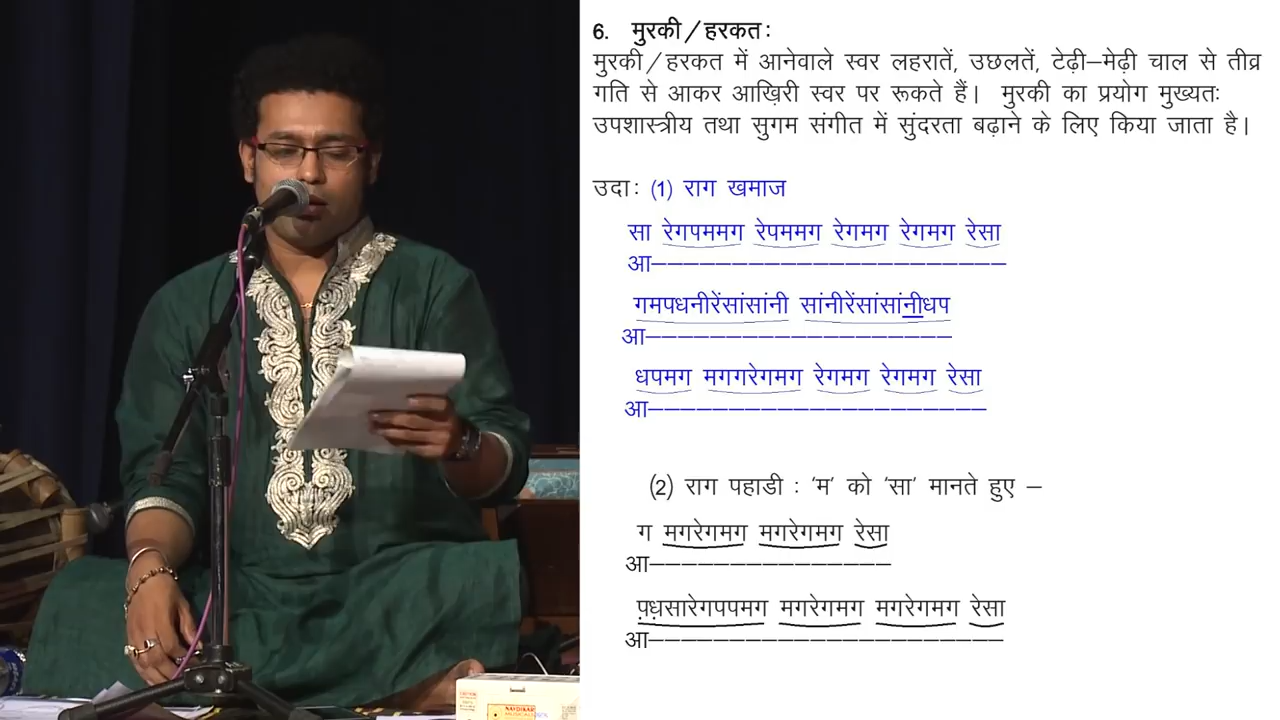 6. मुरकी/हरकत:
मुरकी/हरकत में आनेवाले स्वर लहरातें, उछलतें, टेढ़ी–मेढ़ी चाल से तीव्र
गति से आकर आख़िरी स्वर पर रूकते हैं। मुरकी का प्रयोग मुख्यतः
उपशास्त्रीय तथा सुगम संगीत में सुंदरता बढ़ाने के लिए किया जाता है।
उदाः (1) राग खमाज
सा रेगपममग रेपममग रेगमग रेगमग रेसा
आ––––––––––––––––––––––
गमपधनीरेंसांसांनी सांनीरेंसांसांनीधप
आ–––––––––––––––––––
धपमग मगगरेगमग रेगमग रेगमग रेसा
आ–––––––––––––––––––––
(2) राग पहाडी : ‘म’ को ‘सा’ मानते हुए –
ग मगरेगमग मगरेगमग रेसा
आ–––––––––––––––
प़ध़सारेगपपमग मगरेगमग मगरेगमग रेसा
आ––––––––––––––––––––––